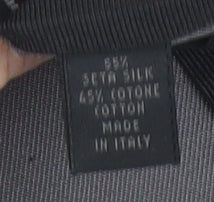 55%
SETA SILK
45% COTONE
COTTON
MADE
IN ITALY